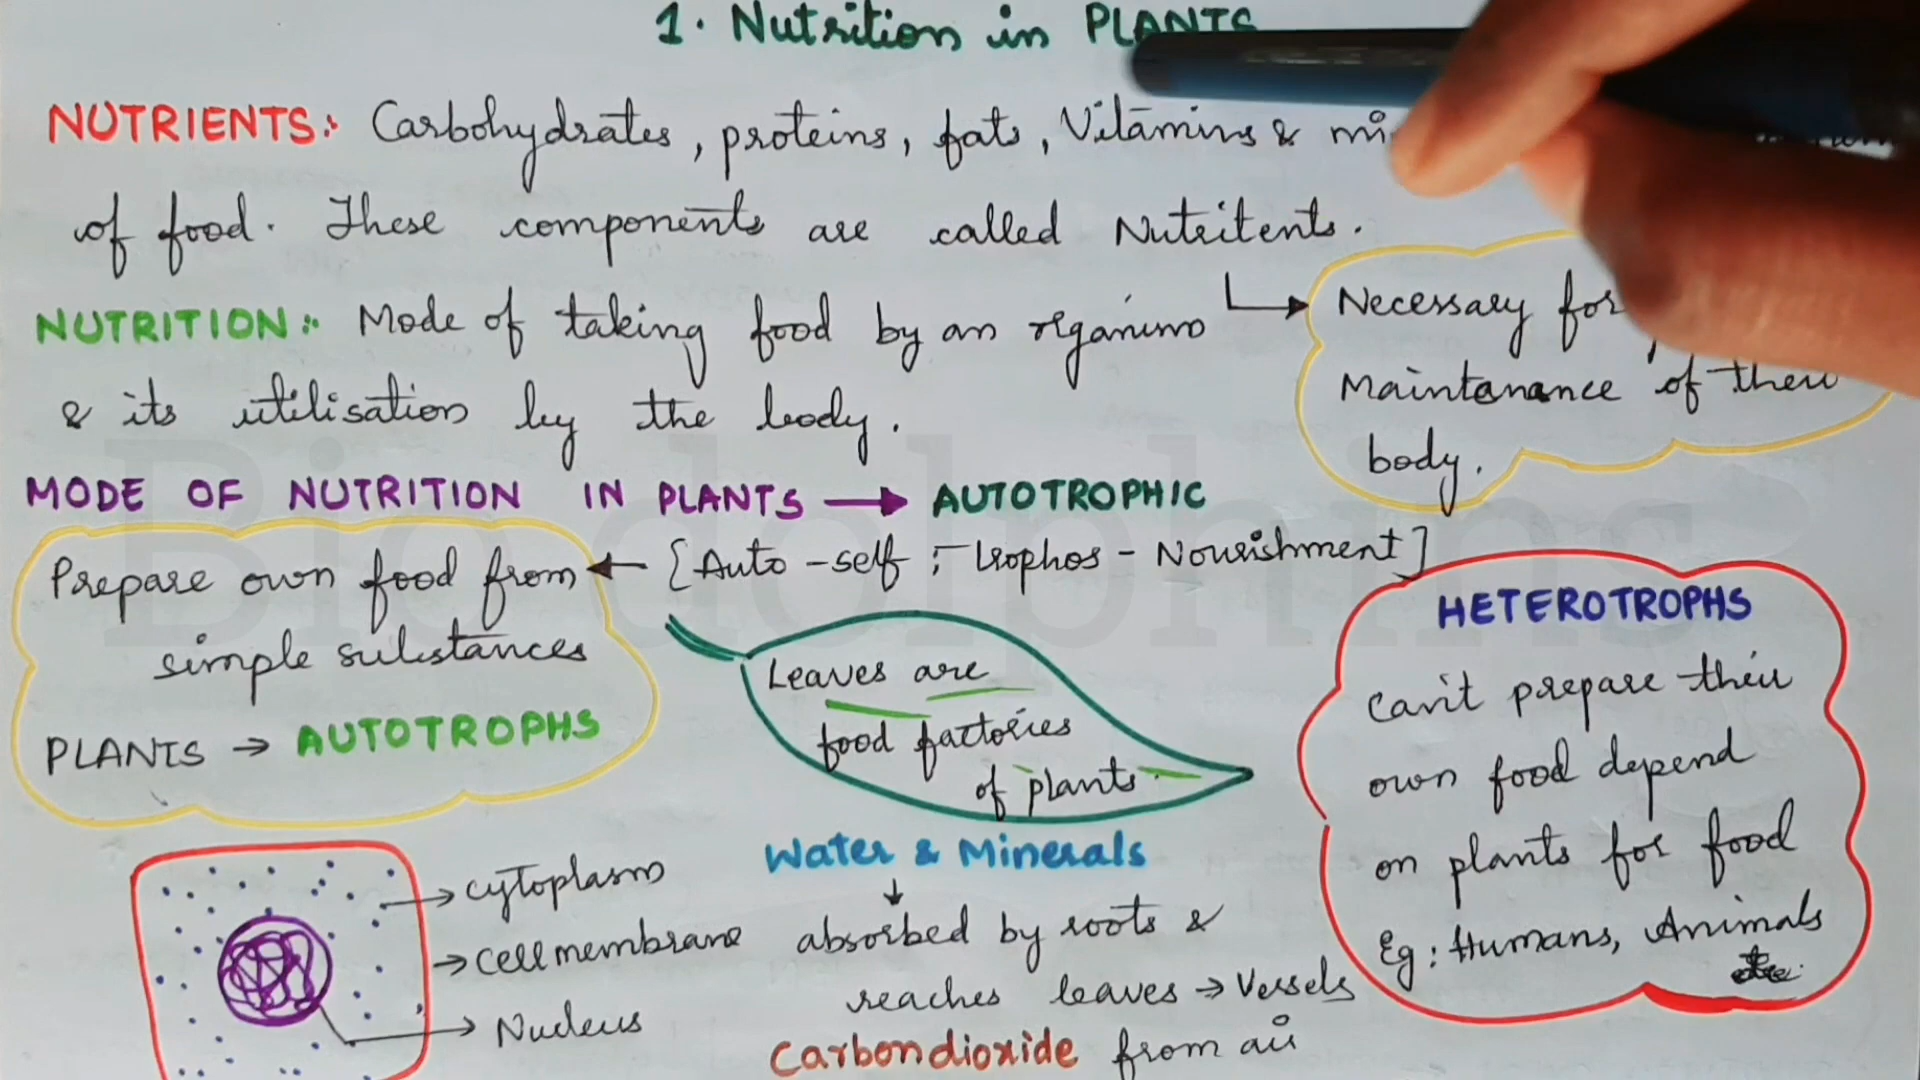 1. Nutrition in PLANTS
NUTRIENTS: Carbohydrates, proteins, fats, Vitamins &
of food. These components are called Nutritents.
Necessary for
Maintanance of their
body.
NUTRITION: Mode of taking food by an organism
& its utilisation by the body.
MODE OF NUTRITION IN PLANTS → AUTOTROPHIC
[Auto - self ; trophos - Nourishment]
Prepare own food from
simple substances
PLANTS → AUTOTROPHS
Leaves are
food factories
of plants.
HETEROTROPHS
Can't prepare their
own food depend
on plants for food
Eg: Humans, Animals
Cytoplasm
Cell membrane
Nucleus
Water & Minerals
absorbed by roots &
reaches leaves → Vessels
Carbondioxide from air
Bio dolphins